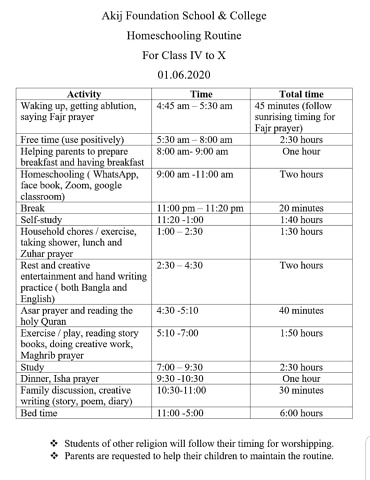 Akij Foundation School & College
Homeschooling Routine
For Class IV to X
01.06.2020
Activity Time Total time
Waking up, getting ablution, 4:45 am – 5:30 am 45 minutes (follow
saying Fajr prayer) sunrising timing for
Fajr prayer)
Free time (use positively) 5:30 am – 8:00 am 2:30 hours
Helping parents to prepare 8:00 am- 9:00 am One hour
breakfast and having breakfast
Homeschooling ( WhatsApp, 9:00 am -11:00 am Two hours
face book, Zoom, google
classroom)
Break 11:00 pm – 11:20 pm 20 minutes
Self-study 11:20 -1:00 1:40 hours
Household chores / exercise, 1:00 – 2:30 1:30 hours
taking shower, lunch and
Zuhar prayer
Rest and creative 2:30 – 4:30 Two hours
entertainment and hand writing
practice ( both Bangla and
English)
Asar prayer and reading the 4:30 -5:10 40 minutes
holy Quran
Exercise / play, reading story 5:10 -7:00 1:50 hours
books, doing creative work,
Maghrib prayer
Study 7:00 – 9:30 2:30 hours
Dinner, Isha prayer 9:30 -10:30 One hour
Family discussion, creative 10:30-11:00 30 minutes
writing (story, poem, diary)
Bed time 11:00 -5:00 6:00 hours
❖ Students of other religion will follow their timing for worshipping.
❖ Parents are requested to help their children to maintain the routine.